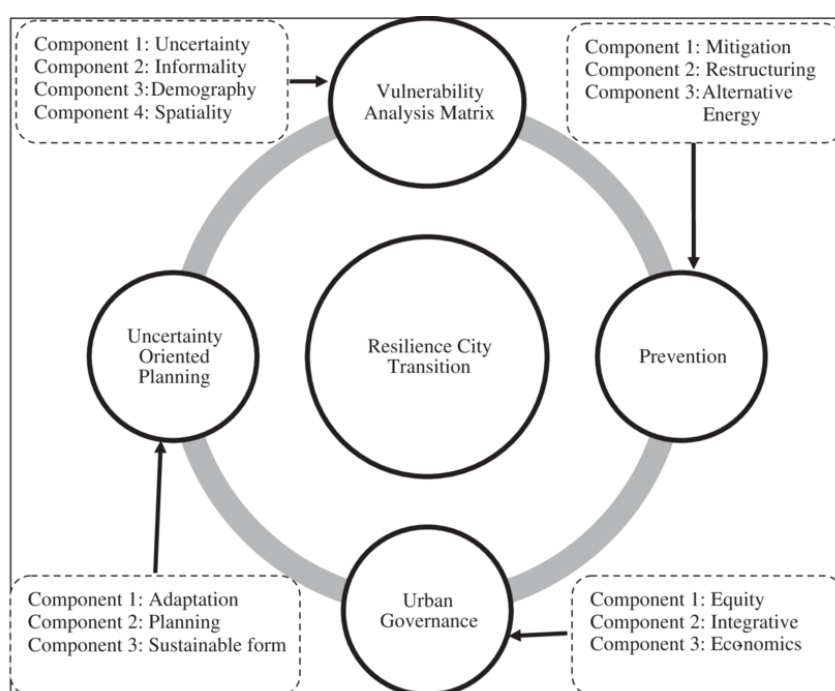 Component 1: Uncertainty
Component 2: Informality
Component 3:Demography
Component 4: Spatiality
Vulnerability
Analysis Matrix
Component 1: Mitigation
Component 2: Restructuring
Component 3:Alternative
Energy
Uncertainty
Oriented
Planning
Resilience City
Transition
Prevention
Component 1: Adaptation
Component 2: Planning
Component 3: Sustainable form
Urban
Governance
Component 1: Equity
Component 2: Integrative
Component 3: Economics